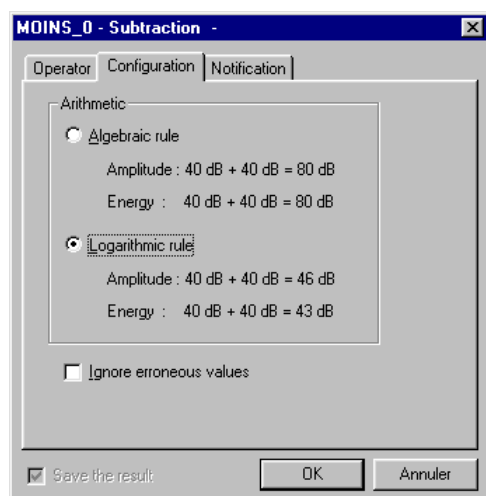 MOINS_0 - Subtraction -
Operator Configuration Notification
Arithmetic
Algebraic rule
Amplitude : 40 dB + 40 dB = 80 dB
Energy : 40 dB + 40 dB = 80 dB
Logarithmic rule
Amplitude : 40 dB + 40 dB = 46 dB
Energy : 40 dB + 40 dB = 43 dB
Ignore erroneous values
Save the result OK Annuler